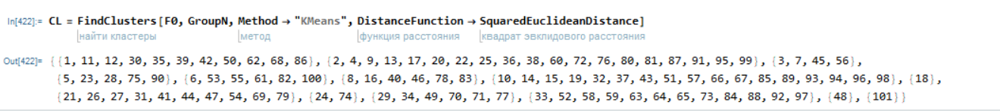 In[422]:= CL = FindClusters[F0, GroupN, Method → "KMeans", DistanceFunction → SquaredEuclideanDistance]
найти кластеры метод функция расстояния квадрат эвклидового расстояния
Out[422]= {{1, 11, 12, 30, 35, 39, 42, 50, 62, 68, 86}, {2, 4, 9, 13, 17, 20, 22, 25, 36, 38, 60, 72, 76, 80, 81, 87, 91, 95, 99}, {3, 7, 45, 56},
{5, 23, 28, 75, 90}, {6, 53, 55, 61, 82, 100}, {8, 16, 40, 46, 78, 83}, {10, 14, 15, 19, 32, 37, 43, 51, 57, 66, 67, 85, 89, 93, 94, 96, 98}, {18},
{21, 26, 27, 31, 41, 44, 47, 54, 69, 79}, {24, 74}, {29, 34, 49, 70, 71, 77}, {33, 52, 58, 59, 63, 64, 65, 73, 84, 88, 92, 97}, {48}, {101}}